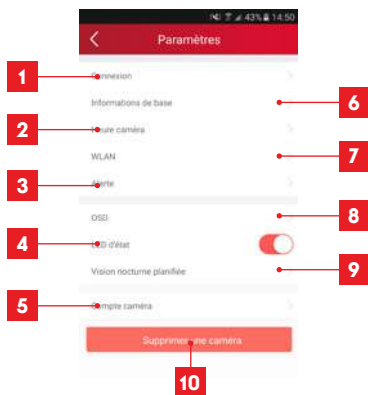 43% 14:50
Paramètres
1 Connexion
Informations de base 6
2 Heure caméra
WLAN 7
3 Alerte
OSD 8
4 LED d'état
Vision nocturne planifiée 9
5 Compte caméra
Supprimer une caméra
10